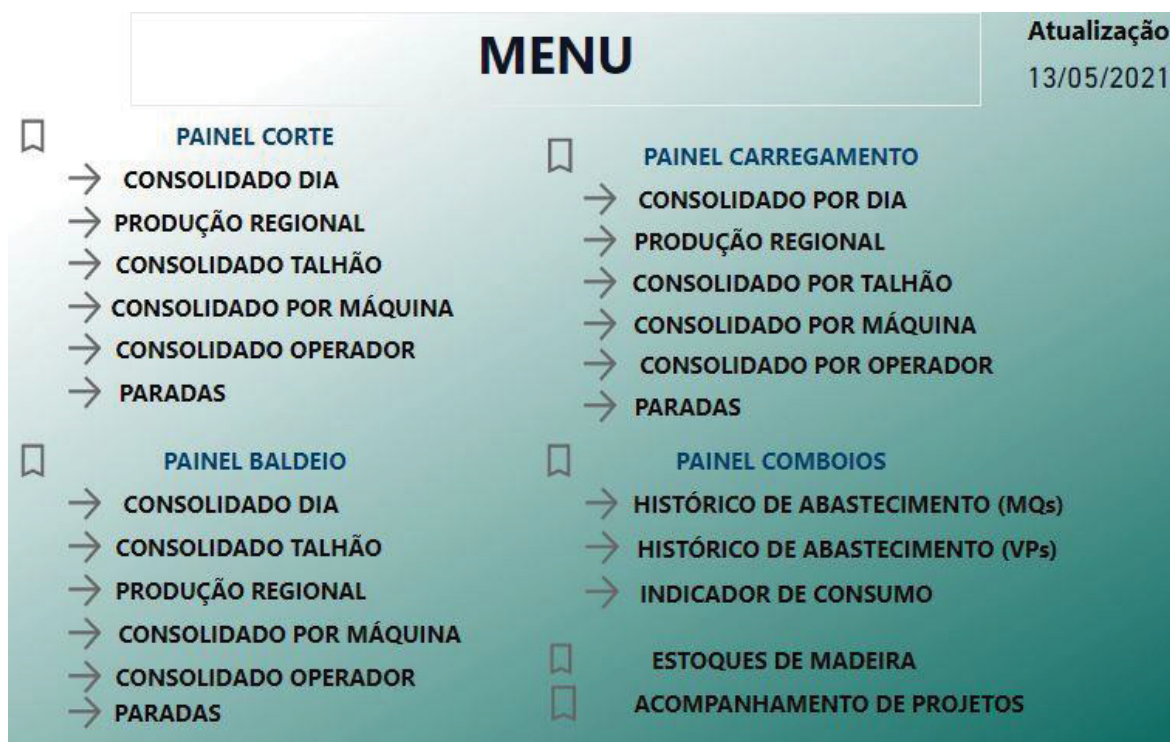 MENU
Atualização
13/05/2021
PAINEL CORTE
CONSOLIDADO DIA
PRODUÇÃO REGIONAL
CONSOLIDADO TALHÃO
CONSOLIDADO POR MÁQUINA
CONSOLIDADO OPERADOR
PARADAS
PAINEL CARREGAMENTO
CONSOLIDADO POR DIA
PRODUÇÃO REGIONAL
CONSOLIDADO POR TALHÃO
CONSOLIDADO POR MÁQUINA
CONSOLIDADO POR OPERADOR
PARADAS
PAINEL BALDEIO
CONSOLIDADO DIA
CONSOLIDADO TALHÃO
PRODUÇÃO REGIONAL
CONSOLIDADO POR MÁQUINA
CONSOLIDADO OPERADOR
PARADAS
PAINEL COMBOIOS
HISTÓRICO DE ABASTECIMENTO (MQs)
HISTÓRICO DE ABASTECIMENTO (VPs)
INDICADOR DE CONSUMO
ESTOQUES DE MADEIRA
ACOMPANHAMENTO DE PROJETOS